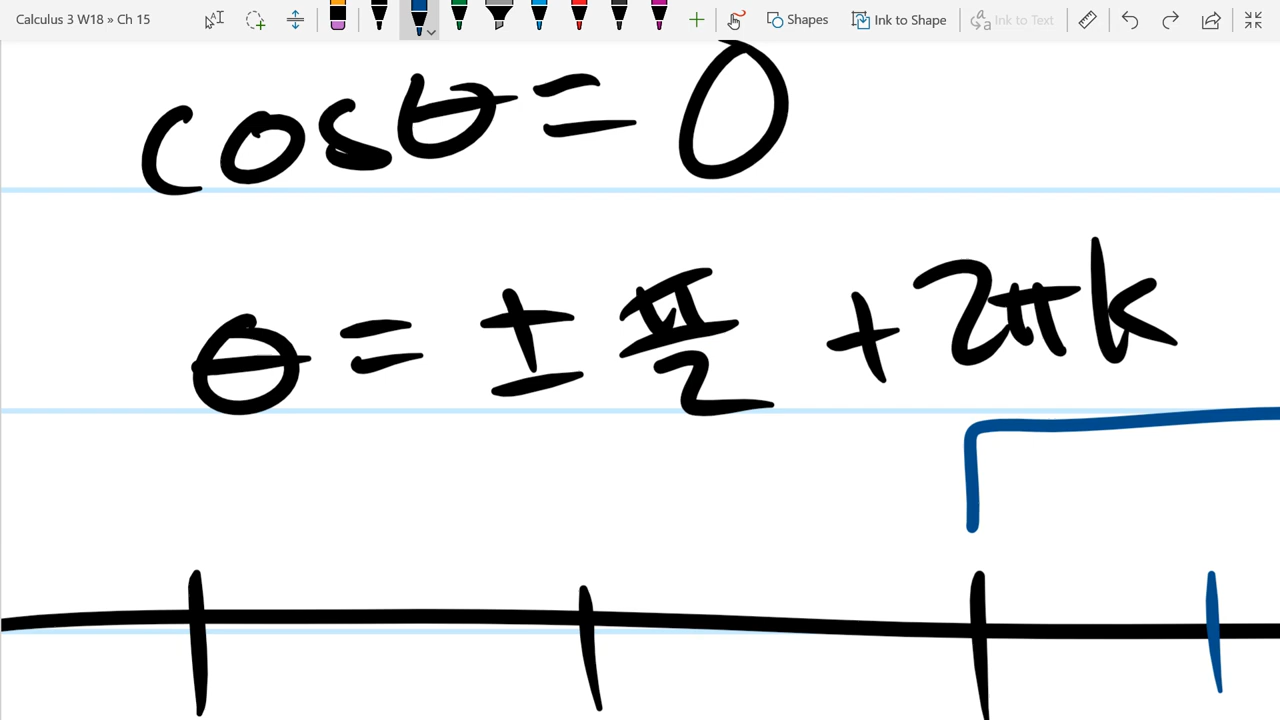 Calculus 3 W18 » Ch 15
Shapes
Ink to Shape
Ink to Text
cosθ = 0
θ = ± π/2 + 2πk